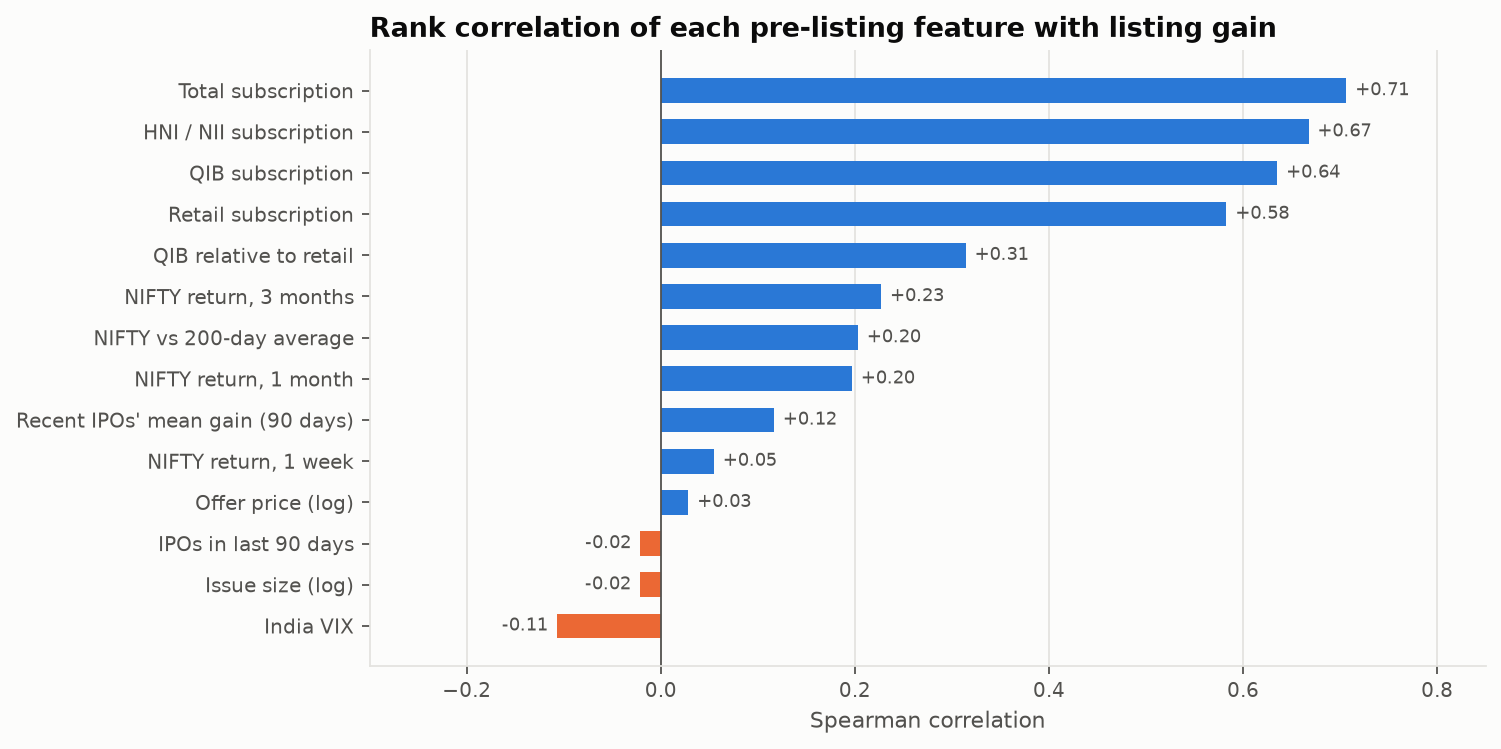 Rank correlation of each pre-listing feature with listing gain
Total subscription +0.71
HNI / NII subscription +0.67
QIB subscription +0.64
Retail subscription +0.58
QIB relative to retail +0.31
NIFTY return, 3 months +0.23
NIFTY vs 200-day average +0.20
NIFTY return, 1 month +0.20
Recent IPOs' mean gain (90 days) +0.12
NIFTY return, 1 week +0.05
Offer price (log) +0.03
IPOs in last 90 days -0.02
Issue size (log) -0.02
India VIX -0.11
−0.2 0.0 0.2 0.4 0.6 0.8
Spearman correlation